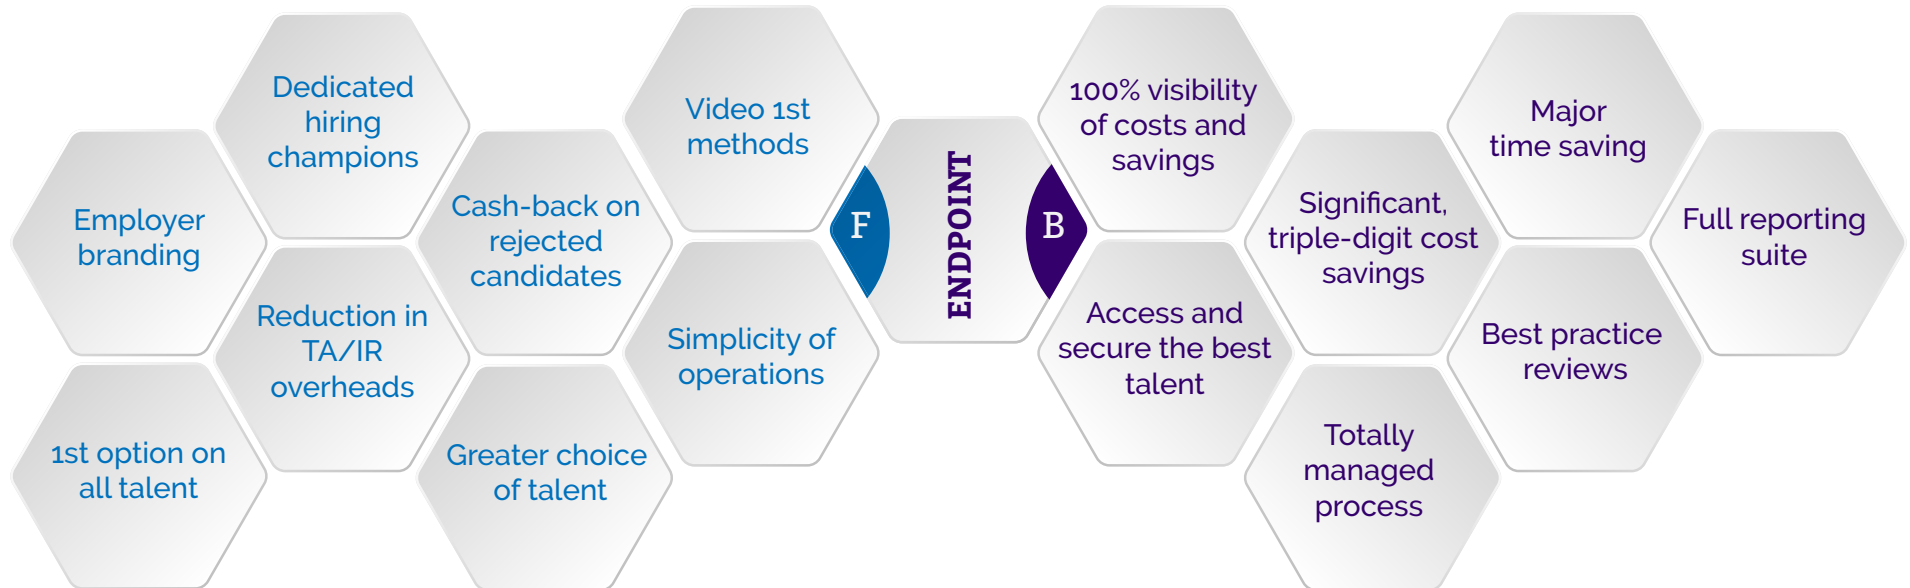 Employer
branding
1st option on
all talent
Dedicated
hiring
champions
Reduction in
TA/IR
overheads
Cash-back on
rejected
candidates
Greater choice
of talent
Video 1st
methods
Simplicity of
operations
F
ENDPOINT
B
100% visibility
of costs and
savings
Access and
secure the best
talent
Significant,
triple-digit cost
savings
Totally
managed
process
Major
time saving
Best practice
reviews
Full reporting
suite